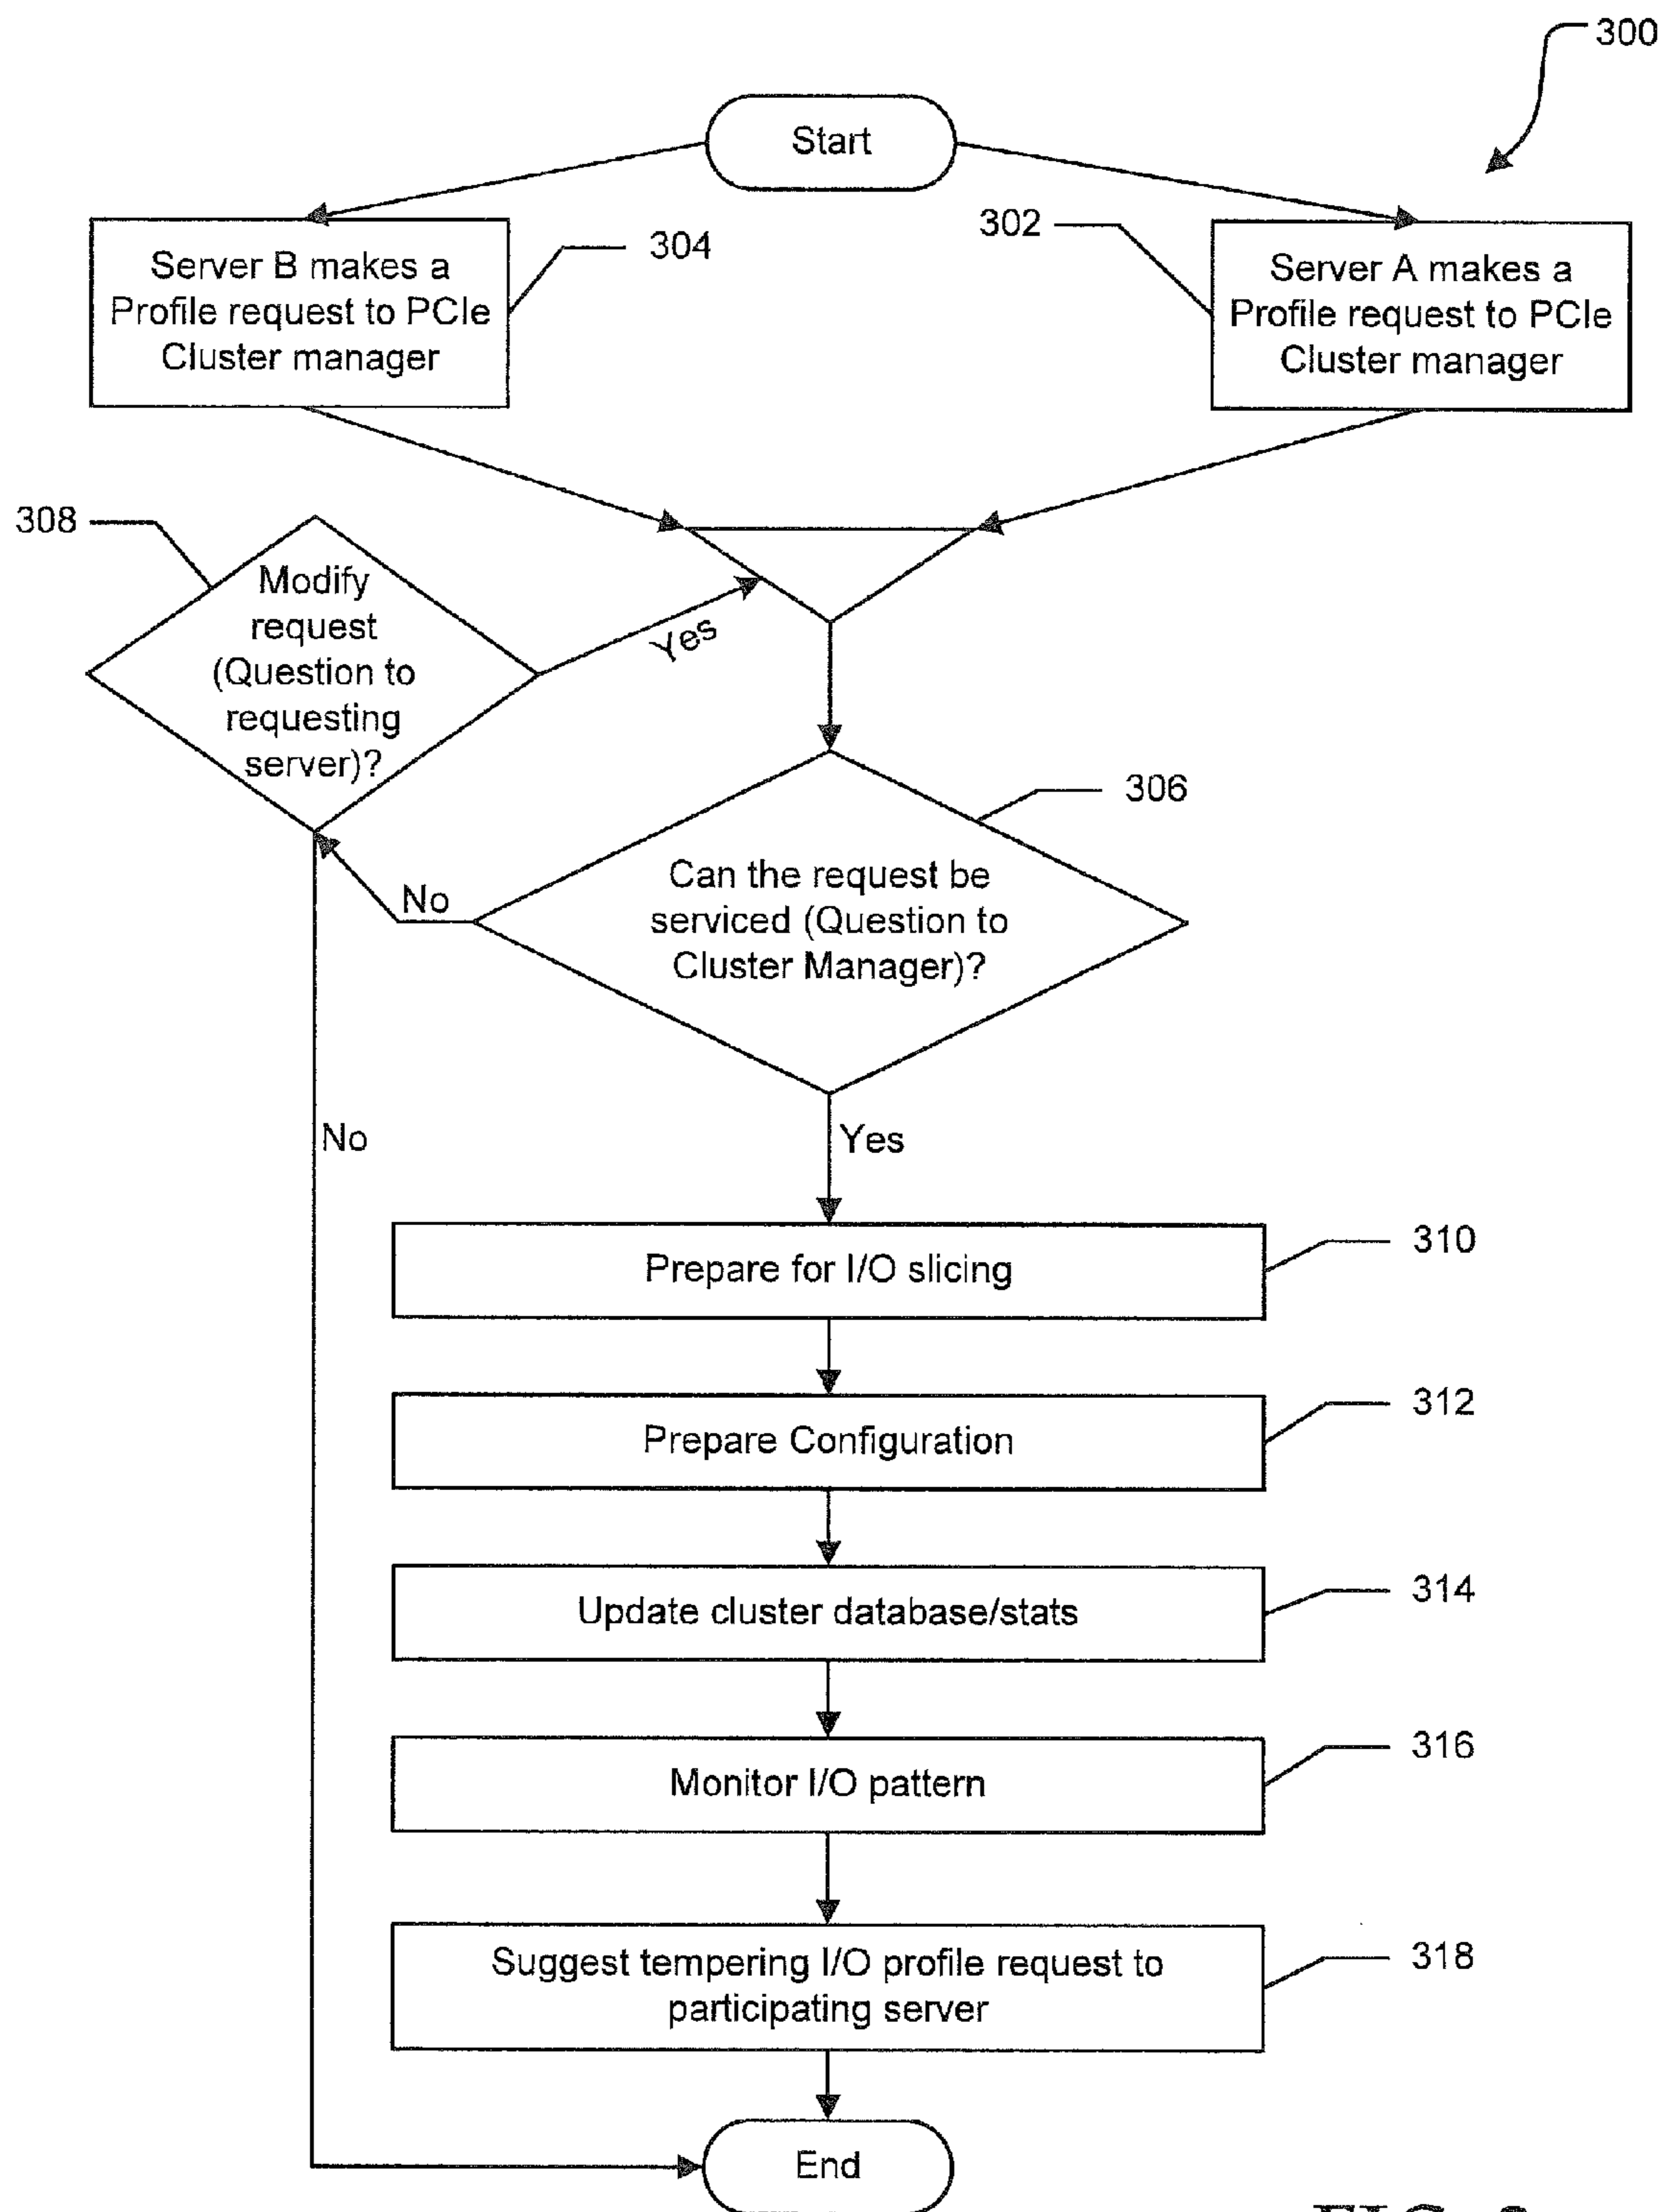 300
Start
304
302
Server B makes a
Profile request to PCIe
Cluster manager
Server A makes a
Profile request to PCIe
Cluster manager
308
Modify
request
(Question to
requesting
server)?
Yes
306
Can the request be
serviced (Question to
Cluster Manager)?
No
No
Yes
Prepare for I/O slicing
310
Prepare Configuration
312
Update cluster database/stats
314
Monitor I/O pattern
316
Suggest tempering I/O profile request to
participating server
318
End